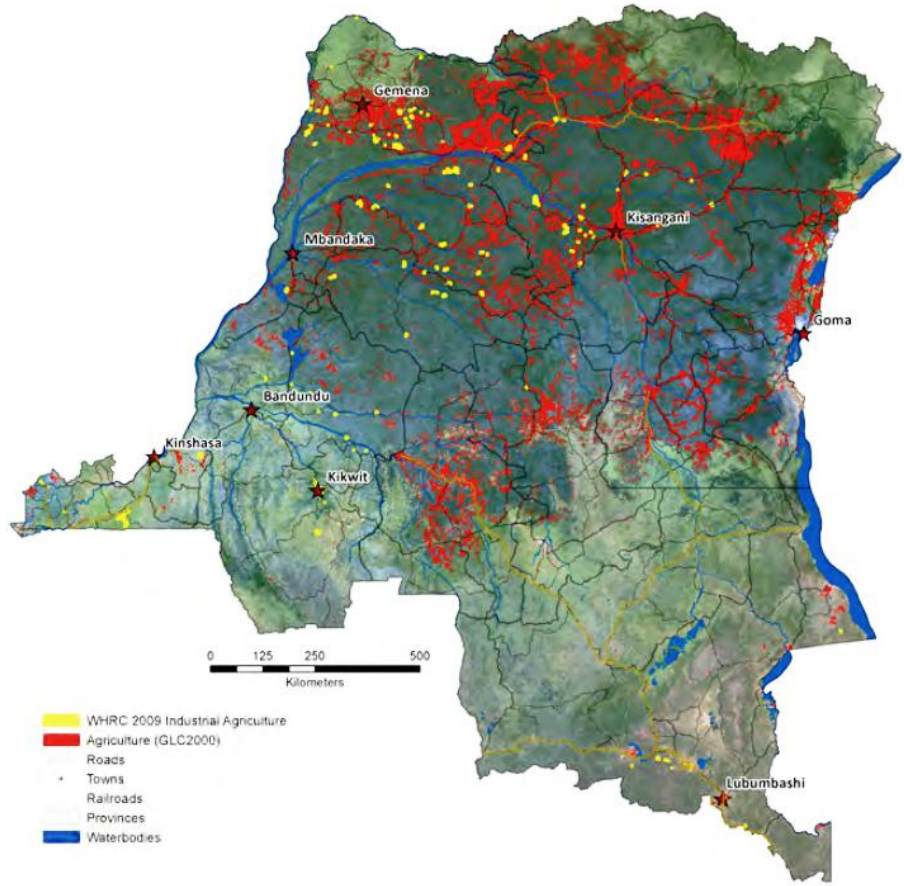 Gemena
Kisangani
Mbandaka
Goma
Bandundu
Kinshasa
Kikwit
0 125 250 500
Kilometers
WHRC 2009 Industrial Agriculture
Agriculture (GLC2000)
Roads
Towns
Railroads
Provinces
Waterbodies
Lubumbashi